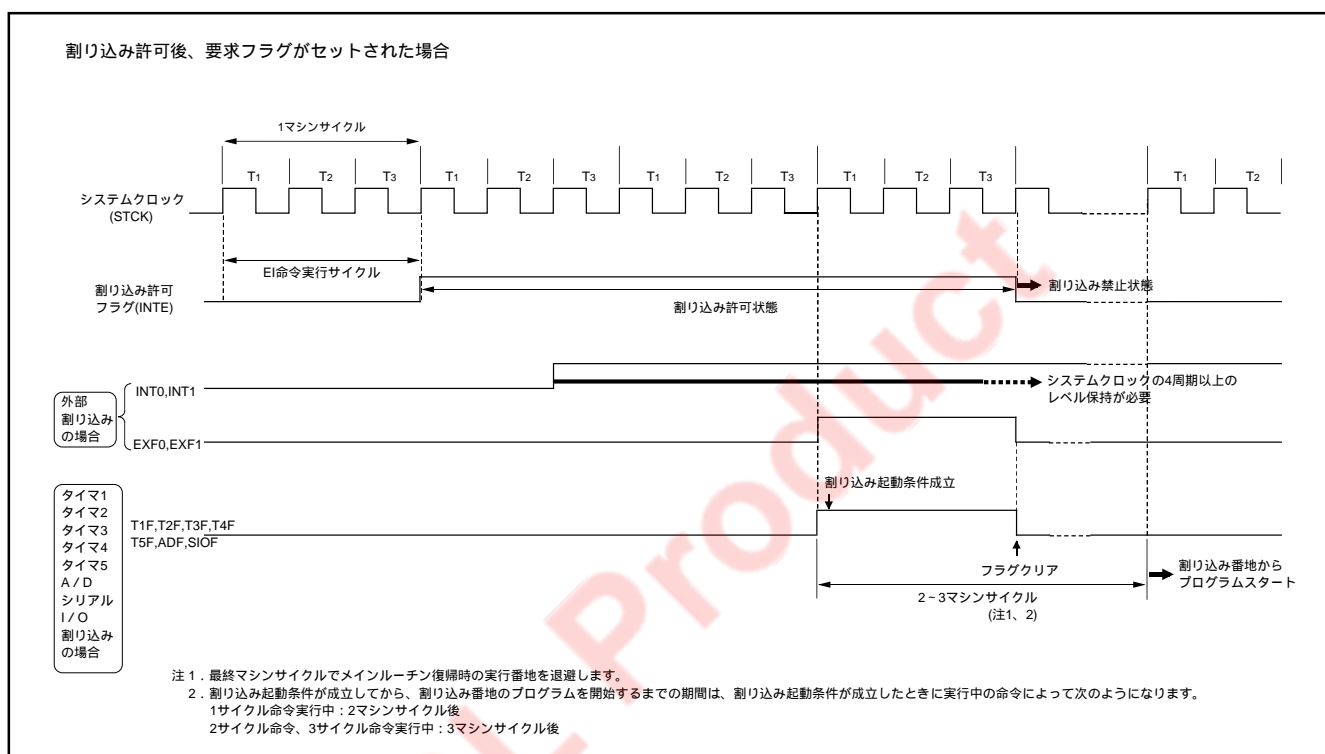 割り込み許可後、要求フラグがセットされた場合
1マシンサイクル
T1 T2 T3 T1 T2 T3 T1 T2 T3 T1 T2 T3 T1 T2
システムクロック
(STCK)
EI命令実行サイクル
割り込み許可
フラグ(INTE)
割り込み許可状態
割り込み禁止状態
外部
割り込み
の場合
INT0,INT1
システムクロックの4周期以上の
レベル保持が必要
EXF0,EXF1
割り込み起動条件成立
タイマ1
タイマ2
タイマ3
タイマ4
タイマ5
A / D
シリアル
I / O
割り込み
の場合
T1F,T2F,T3F,T4F
T5F,ADF,SIOF
フラグクリア
2~3マシンサイクル
(注1、2)
割り込み番地から
プログラムスタート
注 1.最終マシンサイクルでメインルーチン復帰時の実行番地を退避します。
2.割り込み起動条件が成立してから、割り込み番地のプログラムを開始するまでの期間は、割り込み起動条件が成立したときに実行中の命令によって次のようになります。
1サイクル命令実行中:2マシンサイクル後
2サイクル命令、3サイクル命令実行中:3マシンサイクル後
L Product